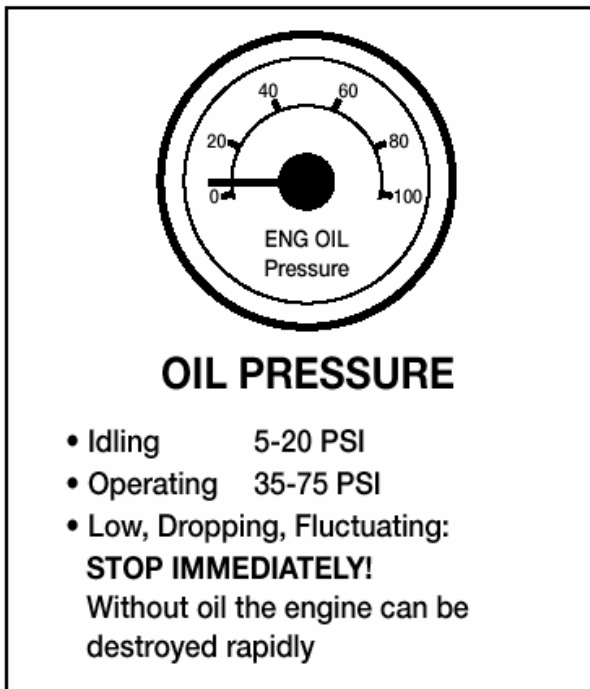 40 60
20 80
0 100
ENG OIL
Pressure
OIL PRESSURE
• Idling 5-20 PSI
• Operating 35-75 PSI
• Low, Dropping, Fluctuating:
STOP IMMEDIATELY!
Without oil the engine can be
destroyed rapidly